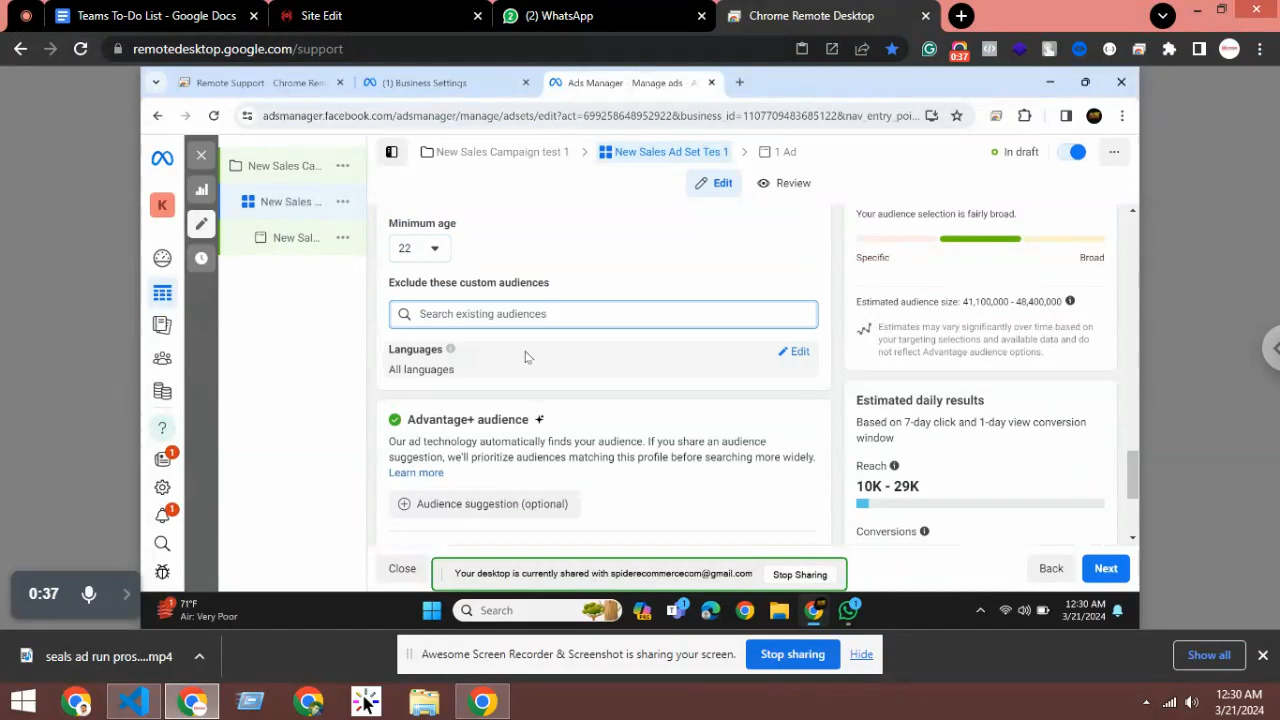 Teams To-Do List - Google Docs
Site Edit
(2) WhatsApp
Chrome Remote Desktop
remotedesktop.google.com/support
0:37
Remote Support - Chrome Rem
(1) Business Settings
Ads Manager - Manage ads - A
adsmanager.facebook.com/adsmanager/manage/adsets/edit?act=699258648952922&business_id=1107709483685122&nav_entry_poi...
New Sales Ca...
New Sales ...
New Sal...
K
1
1
New Sales Campaign test 1
New Sales Ad Set Tes 1
1 Ad
In draft
Edit
Review
Minimum age
22
Exclude these custom audiences
Search existing audiences
Languages
Edit
All languages
Advantage+ audience
Our ad technology automatically finds your audience. If you share an audience
suggestion, we'll prioritize audiences matching this profile before searching more widely.
Learn more
Audience suggestion (optional)
Your audience selection is fairly broad.
Specific
Broad
Estimated audience size: 41,100,000 - 48,400,000
Estimates may vary significantly over time based on
your targeting selections and available data and do
not reflect Advantage audience options.
Estimated daily results
Based on 7-day click and 1-day view conversion
window
Reach
10K - 29K
Conversions
Close
Your desktop is currently shared with spiderecommercecom@gmail.com
Stop Sharing
Back
Next
0:37
71°F
Air: Very Poor
Search
12:30 AM
3/21/2024
seals ad run pros....mp4
Awesome Screen Recorder & Screenshot is sharing your screen.
Stop sharing
Hide
Show all
12:30 AM
3/21/2024